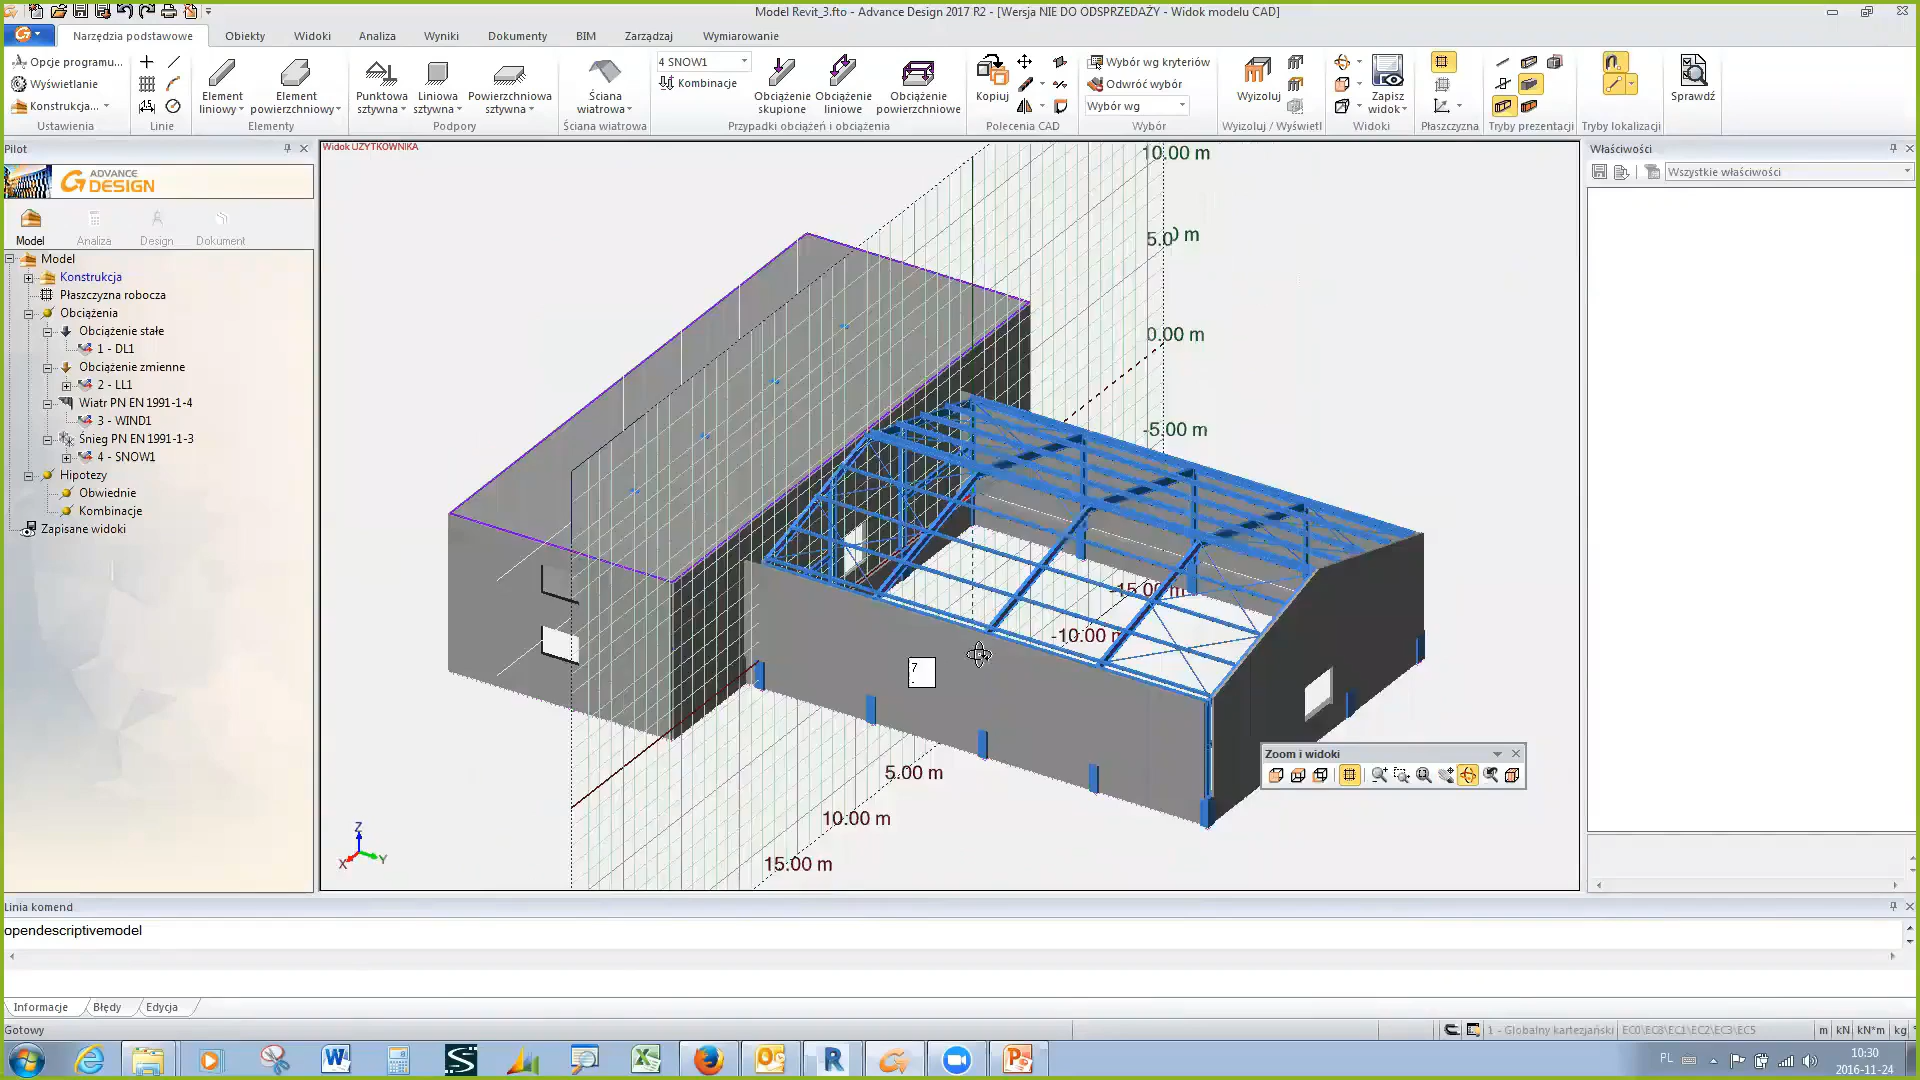 Model Revit_3.fto - Advance Design 2017 R2 - [Wersja NIE DO ODSPRZEDAŻY - Widok modelu CAD]
Narzędzia podstawowe Obiekty Widoki Analiza Wyniki Dokumenty BIM Zarządzaj Wymiarowanie
Opcje programu...
Wyświetlanie
Konstrukcja...
Ustawienia
Linie
Element liniowy
Element powierzchniowy
Elementy
Punktowa sztywna
Liniowa sztywna
Powierzchniowa sztywna
Podpory
Ściana wiatrowa
Ściana wiatrowa
4 SNOW1
Kombinacje
Obciążenie skupione
Obciążenie liniowe
Obciążenie powierzchniowe
Przypadki obciążeń i obciążenia
Kopiuj
Polecenia CAD
Wybór wg kryteriów
Odwróć wybór
Wybór wg
Wybór
Wyizoluj
Wyizoluj / Wyświetl
Zapisz widok
Widoki
Płaszczyzna
Tryby prezentacji
Tryby lokalizacji
Sprawdź
Pilot
ADVANCE
DESIGN
Model Analiza Design Dokument
Model
Konstrukcja
Płaszczyzna robocza
Obciążenia
Obciążenie stałe
1 - DL1
Obciążenie zmienne
2 - LL1
Wiatr PN EN 1991-1-4
3 - WIND1
Śnieg PN EN 1991-1-3
4 - SNOW1
Hipotezy
Obwiednie
Kombinacje
Zapisane widoki
Widok UŻYTKOWNIKA
10.00 m
0.00 m
-5.00 m
-15.00 m
-10.00 m
7
5.00 m
10.00 m
15.00 m
Z
X
Y
Zoom i widoki
Właściwości
Wszystkie właściwości
Linia komend
opendescriptivemodel
Informacje Błędy Edycja
Gotowy
1 - Globalny kartezjański
EC0\EC8\EC1\EC2\EC3\EC5
m kN kN*m kg
PL
10:30
2016-11-24